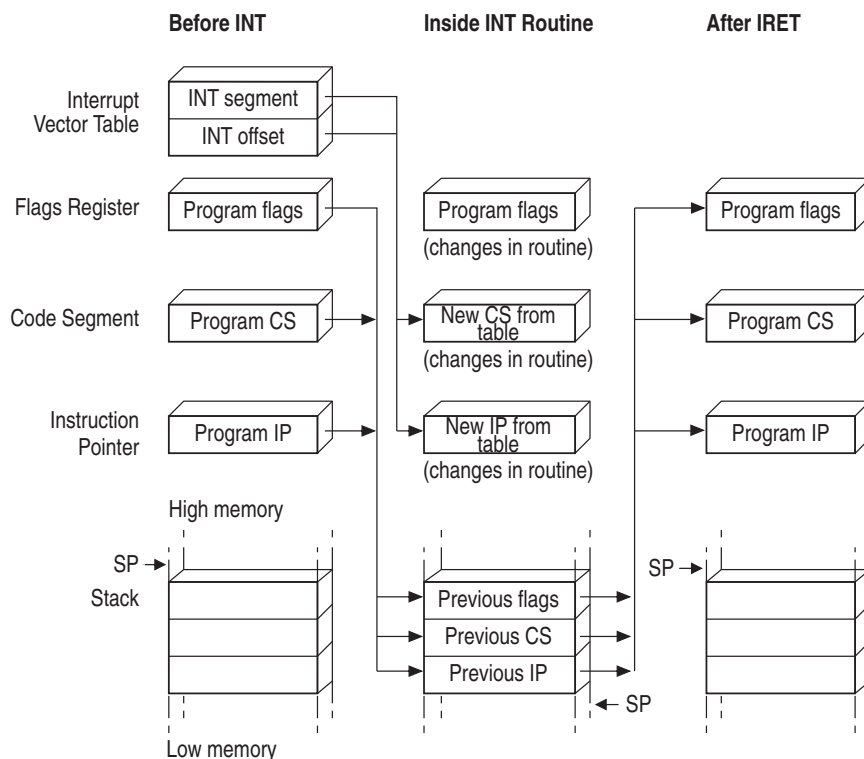 Before INT
Inside INT Routine
After IRET
Interrupt
Vector Table
INT segment
INT offset
Flags Register
Program flags
Program flags
(changes in routine)
Program flags
Code Segment
Program CS
New CS from
table
(changes in routine)
Program CS
Instruction
Pointer
Program IP
New IP from
table
(changes in routine)
Program IP
High memory
SP
Stack
Previous flags
Previous CS
Previous IP
SP
SP
Low memory